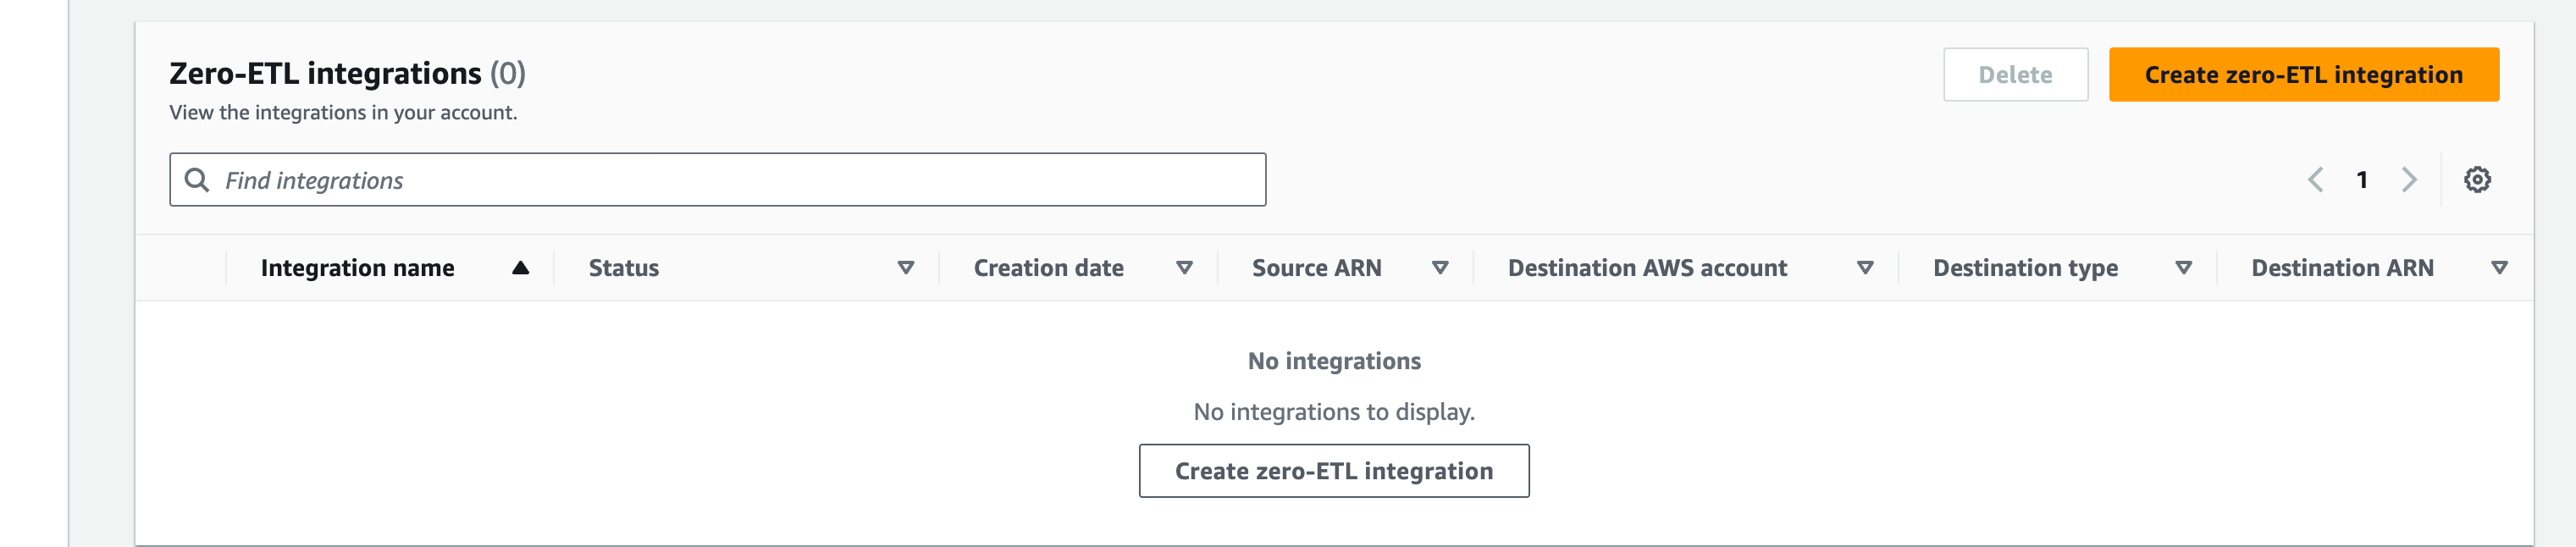 Zero-ETL integrations (0)
View the integrations in your account.
Delete
Create zero-ETL integration
Find integrations
1
Integration name Status Creation date Source ARN Destination AWS account Destination type Destination ARN
No integrations
No integrations to display.
Create zero-ETL integration